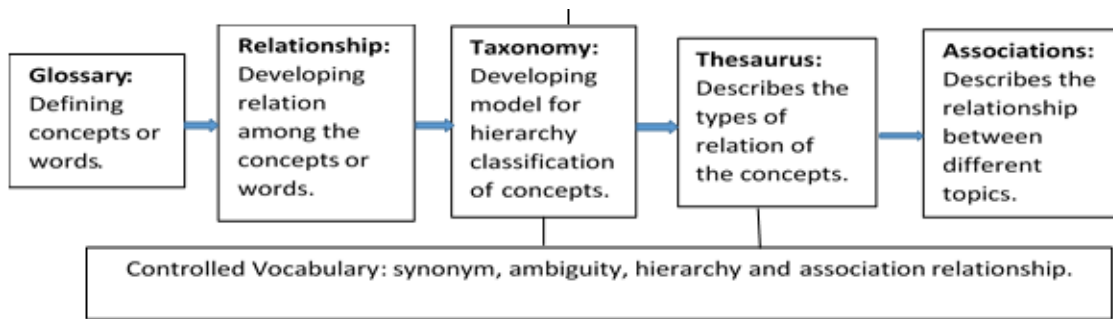 Glossary:
Defining
concepts or
words.
Relationship:
Developing
relation
among the
concepts or
words.
Taxonomy:
Developing
model for
hierarchy
classification
of concepts.
Thesaurus:
Describes the
types of
relation of
the concepts.
Associations:
Describes the
relationship
between
different
topics.
Controlled Vocabulary: synonym, ambiguity, hierarchy and association relationship.